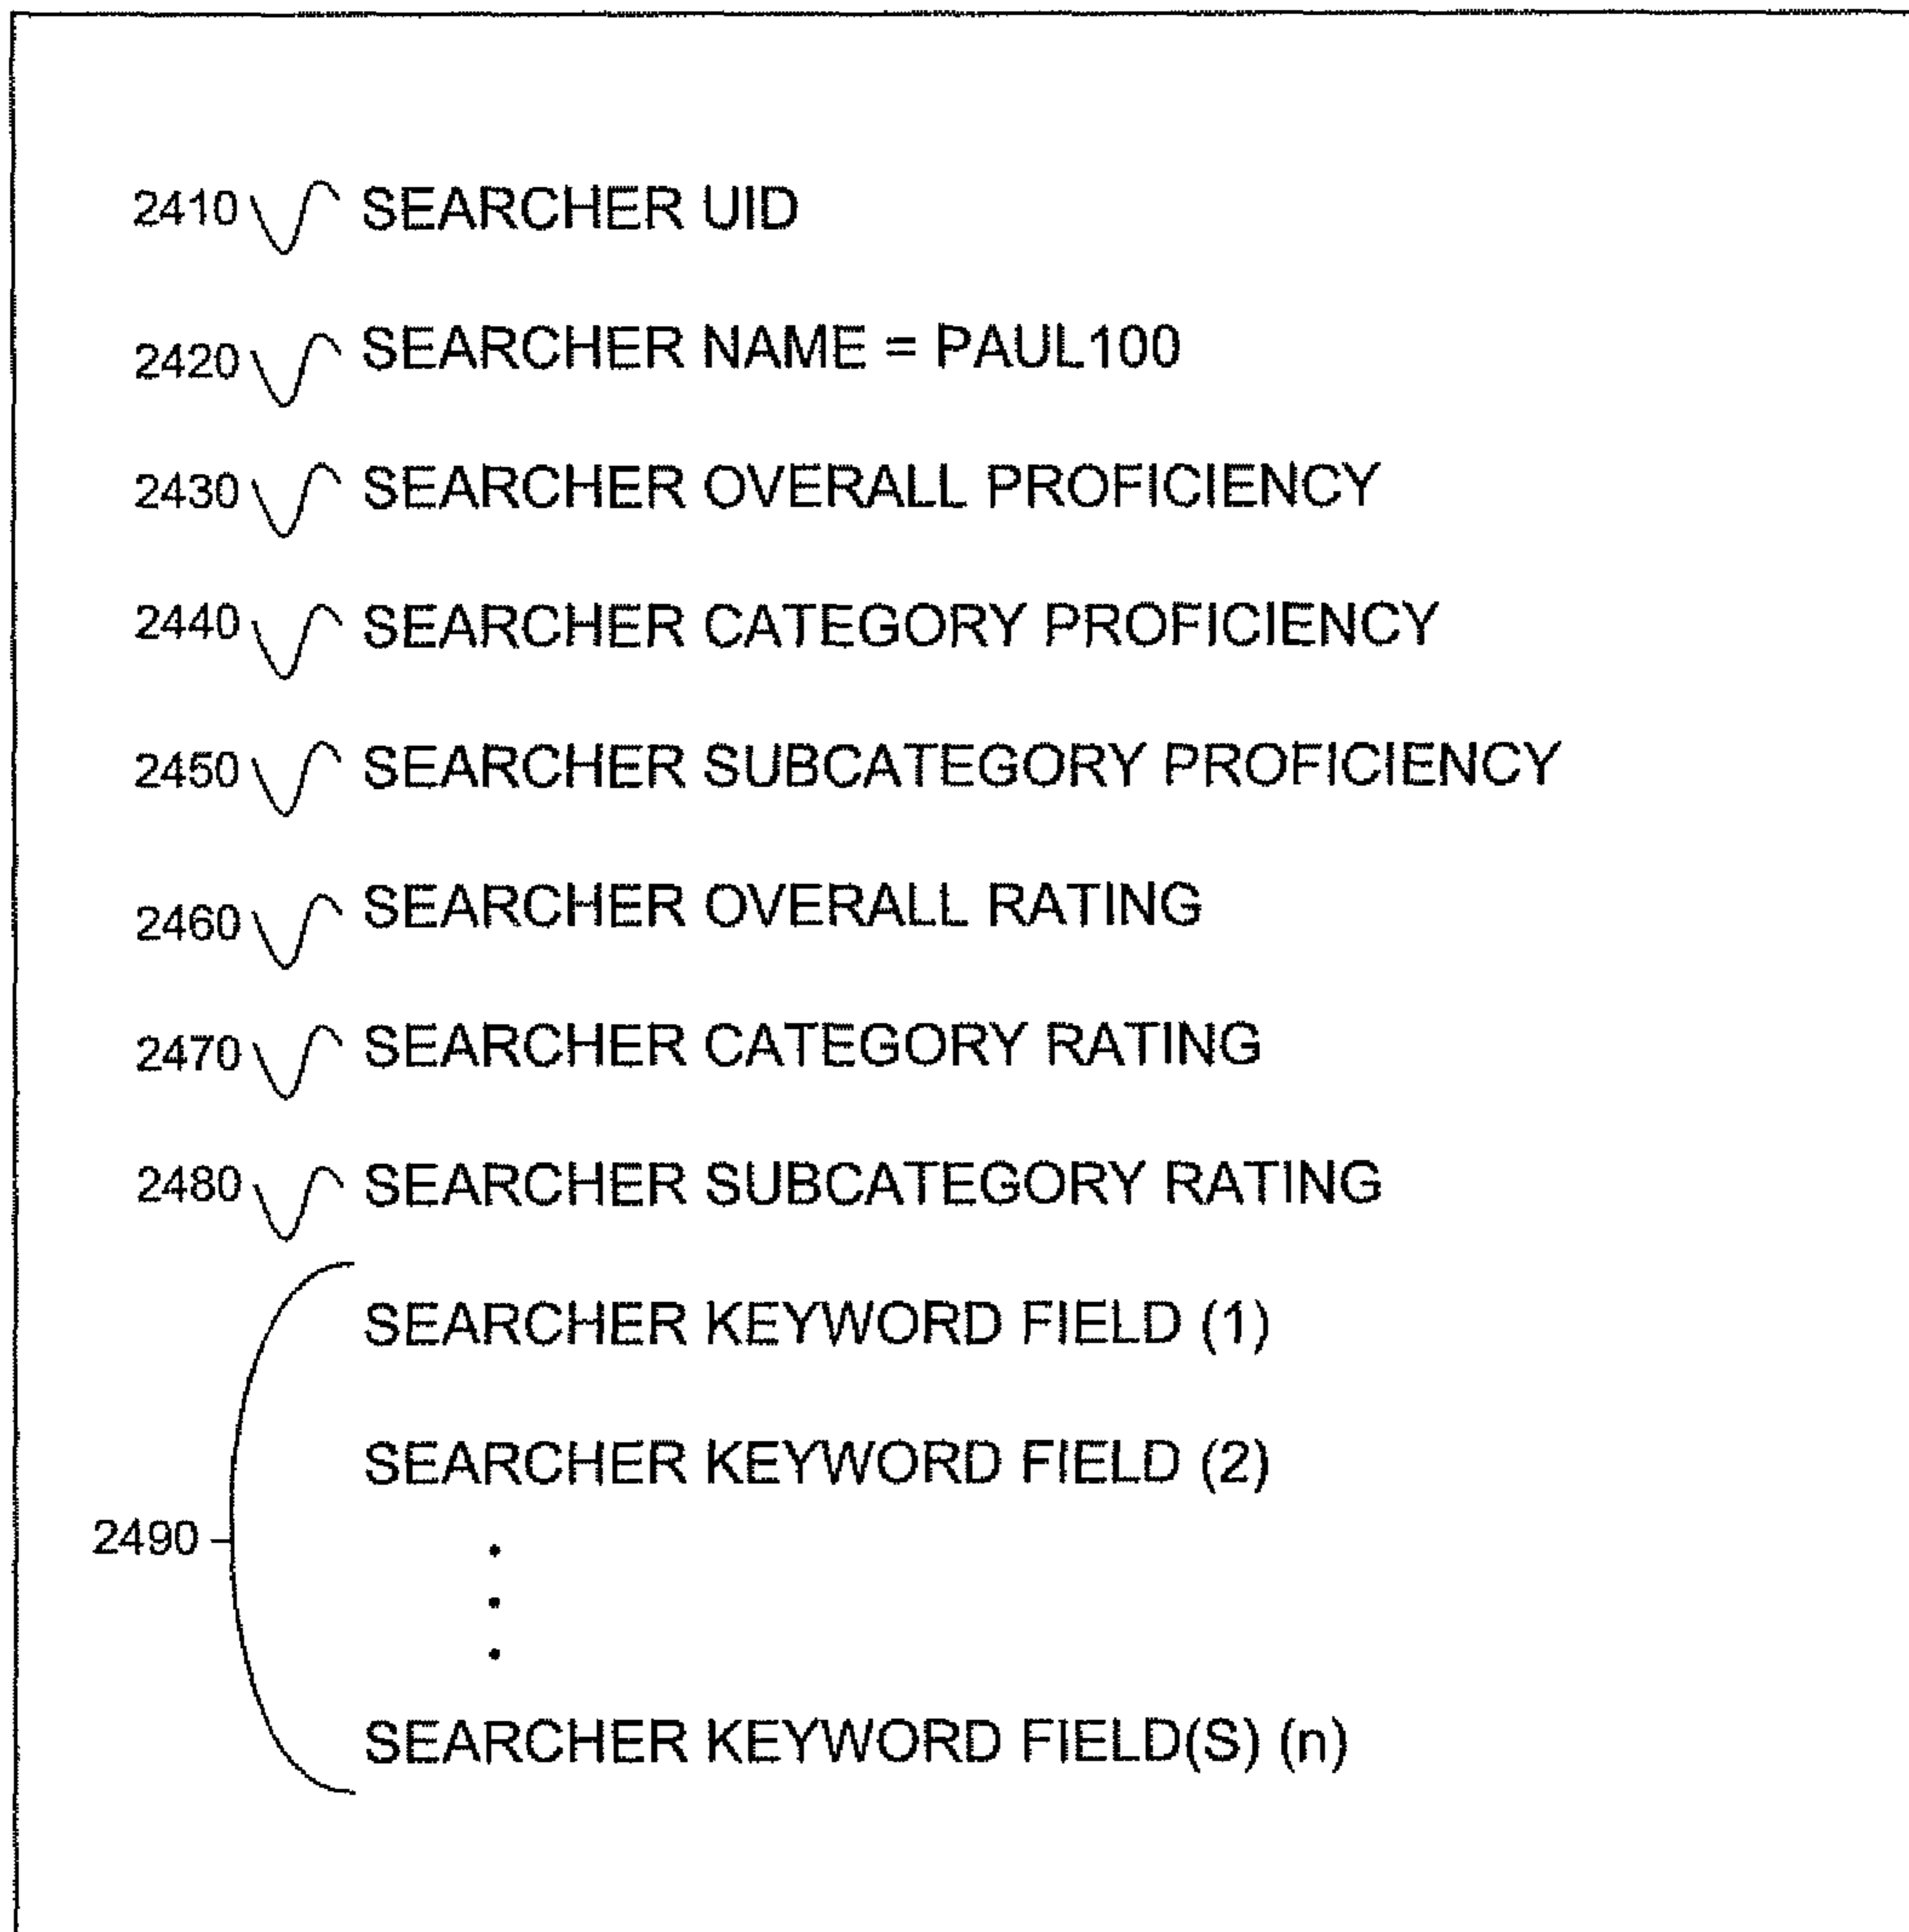 2410 SEARCHER UID
2420 SEARCHER NAME = PAUL100
2430 SEARCHER OVERALL PROFICIENCY
2440 SEARCHER CATEGORY PROFICIENCY
2450 SEARCHER SUBCATEGORY PROFICIENCY
2460 SEARCHER OVERALL RATING
2470 SEARCHER CATEGORY RATING
2480 SEARCHER SUBCATEGORY RATING
SEARCHER KEYWORD FIELD (1)
SEARCHER KEYWORD FIELD (2)
2490
SEARCHER KEYWORD FIELD(S) (n)